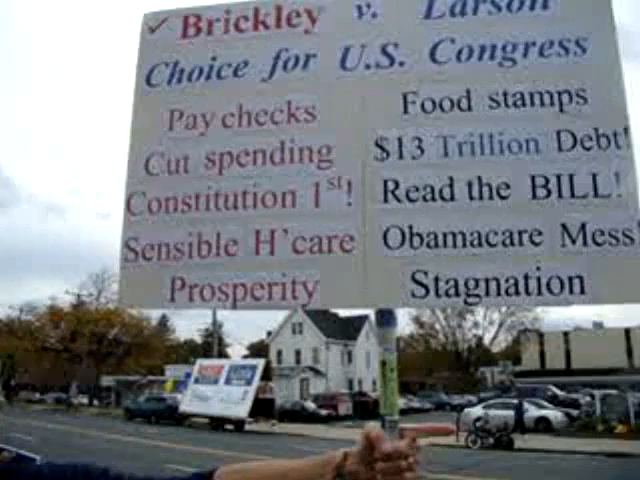 ✓ Brickley v. Larson
Choice for U.S. Congress
Pay checks Food stamps
Cut spending $13 Trillion Debt!
Constitution 1st! Read the BILL!
Sensible H'care Obamacare Mess!
Prosperity Stagnation